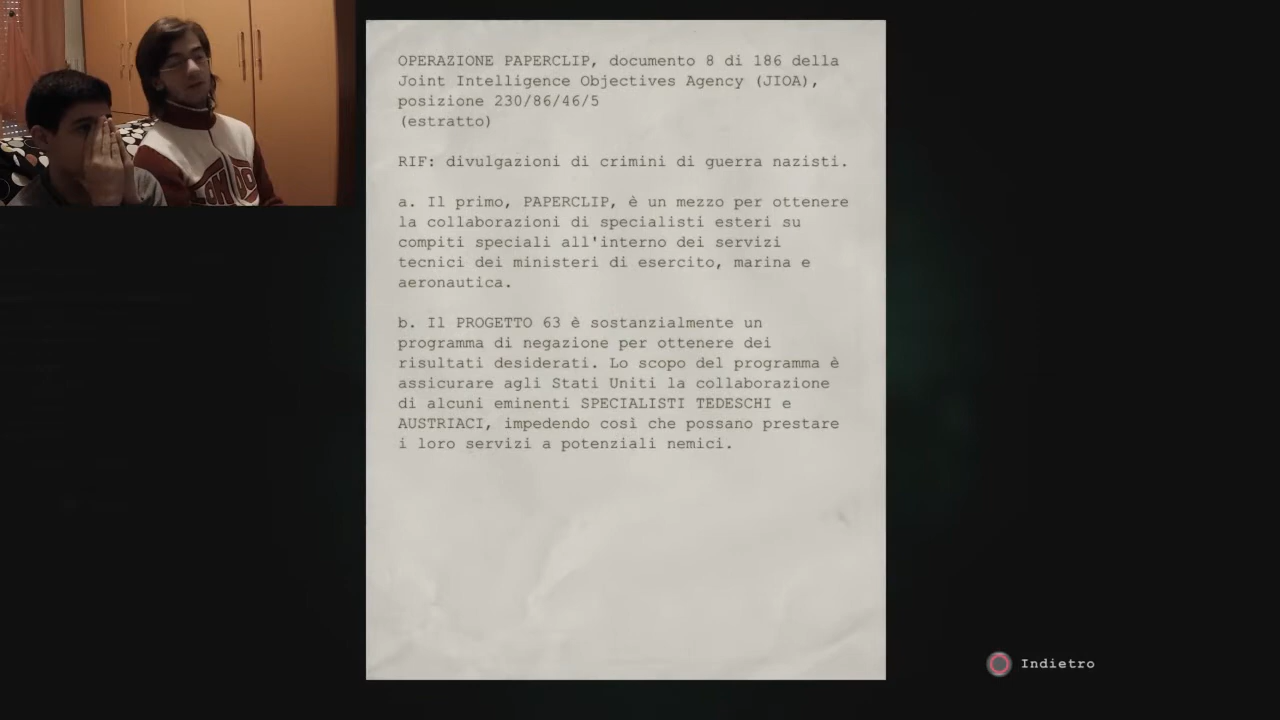 OPERAZIONE PAPERCLIP, documento 8 di 186 della
Joint Intelligence Objectives Agency (JIOA),
posizione 230/86/46/5
(estratto)
RIF: divulgazioni di crimini di guerra nazisti.
a. Il primo, PAPERCLIP, è un mezzo per ottenere
la collaborazioni di specialisti esteri su
compiti speciali all'interno dei servizi
tecnici dei ministeri di esercito, marina e
aeronautica.
b. Il PROGETTO 63 è sostanzialmente un
programma di negazione per ottenere dei
risultati desiderati. Lo scopo del programma è
assicurare agli Stati Uniti la collaborazione
di alcuni eminenti SPECIALISTI TEDESCHI e
AUSTRIACI, impedendo così che possano prestare
i loro servizi a potenziali nemici.
Indietro